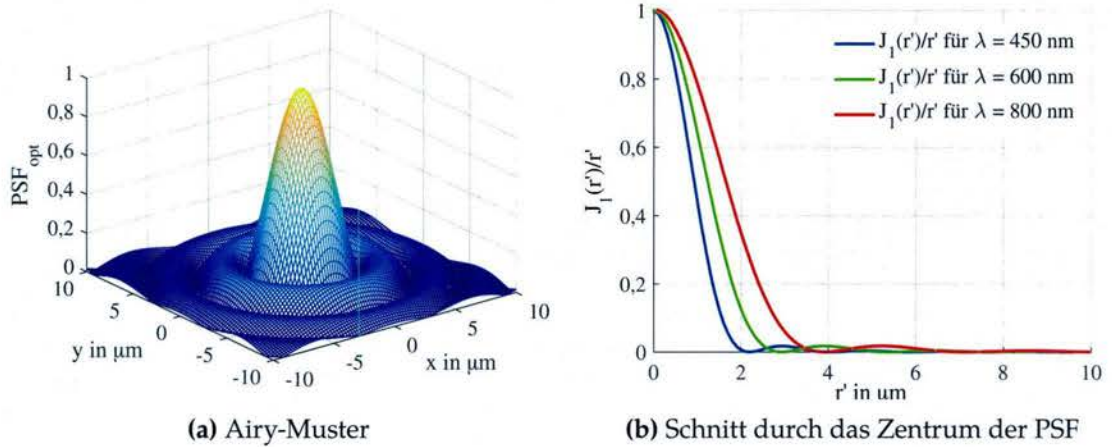 1
0,8
0,6
0,4
0,2
0
PSF_opt
10
5
0
-5
-10
y in µm
-10
-5
0
5
10
x in µm
(a) Airy-Muster
1
0,8
0,6
0,4
0,2
0
J_1(r')/r'
J_1(r')/r' für λ = 450 nm
J_1(r')/r' für λ = 600 nm
J_1(r')/r' für λ = 800 nm
0 2 4 6 8 10
r' in µm
(b) Schnitt durch das Zentrum der PSF